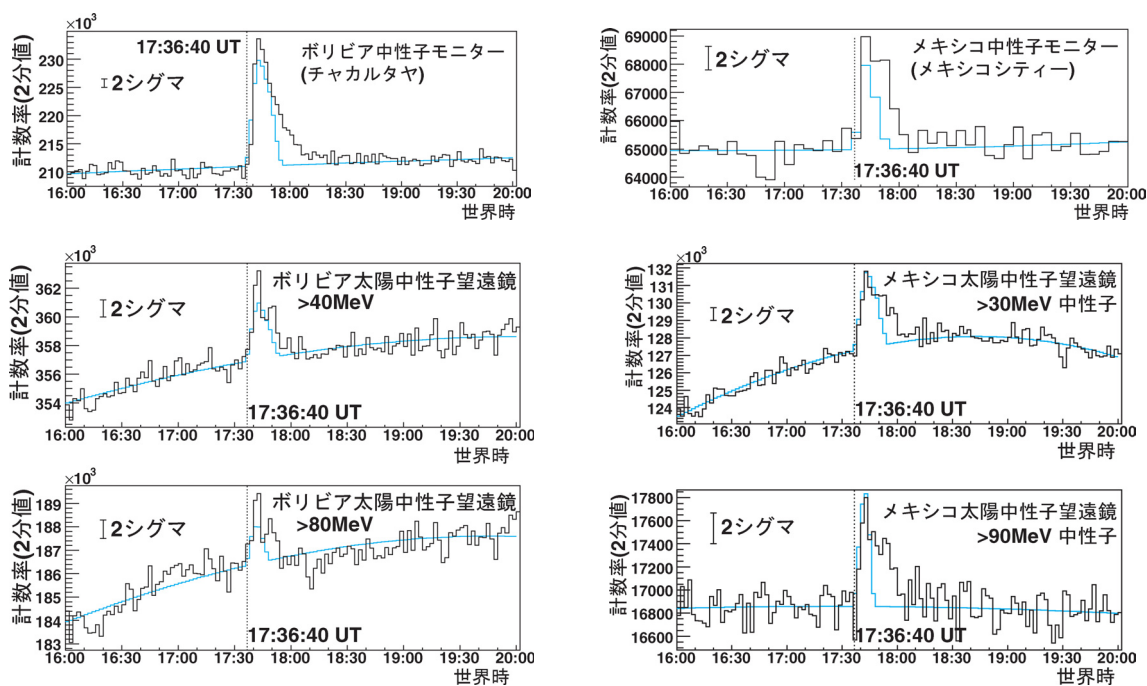 ×10³
計数率(2分値)
230
220
210
17:36:40 UT
2シグマ
ボリビア中性子モニター
(チャカルタヤ)
16:00 16:30 17:00 17:30 18:00 18:30 19:00 19:30 20:00
世界時
計数率(2分値)
69000
68000
67000
66000
65000
64000
2シグマ
メキシコ中性子モニター
(メキシコシティー)
17:36:40 UT
16:00 16:30 17:00 17:30 18:00 18:30 19:00 19:30 20:00
世界時
×10³
計数率(2分値)
362
360
358
356
354
2シグマ
ボリビア太陽中性子望遠鏡
>40MeV
17:36:40 UT
16:00 16:30 17:00 17:30 18:00 18:30 19:00 19:30 20:00
世界時
×10³
計数率(2分値)
132
131
130
129
128
127
126
125
124
2シグマ
メキシコ太陽中性子望遠鏡
>30MeV 中性子
17:36:40 UT
16:00 16:30 17:00 17:30 18:00 18:30 19:00 19:30 20:00
世界時
×10³
計数率(2分値)
189
188
187
186
185
184
183
2シグマ
ボリビア太陽中性子望遠鏡
>80MeV
17:36:40 UT
16:00 16:30 17:00 17:30 18:00 18:30 19:00 19:30 20:00
世界時
計数率(2分値)
17800
17600
17400
17200
17000
16800
16600
2シグマ
メキシコ太陽中性子望遠鏡
>90MeV 中性子
17:36:40 UT
16:00 16:30 17:00 17:30 18:00 18:30 19:00 19:30 20:00
世界時